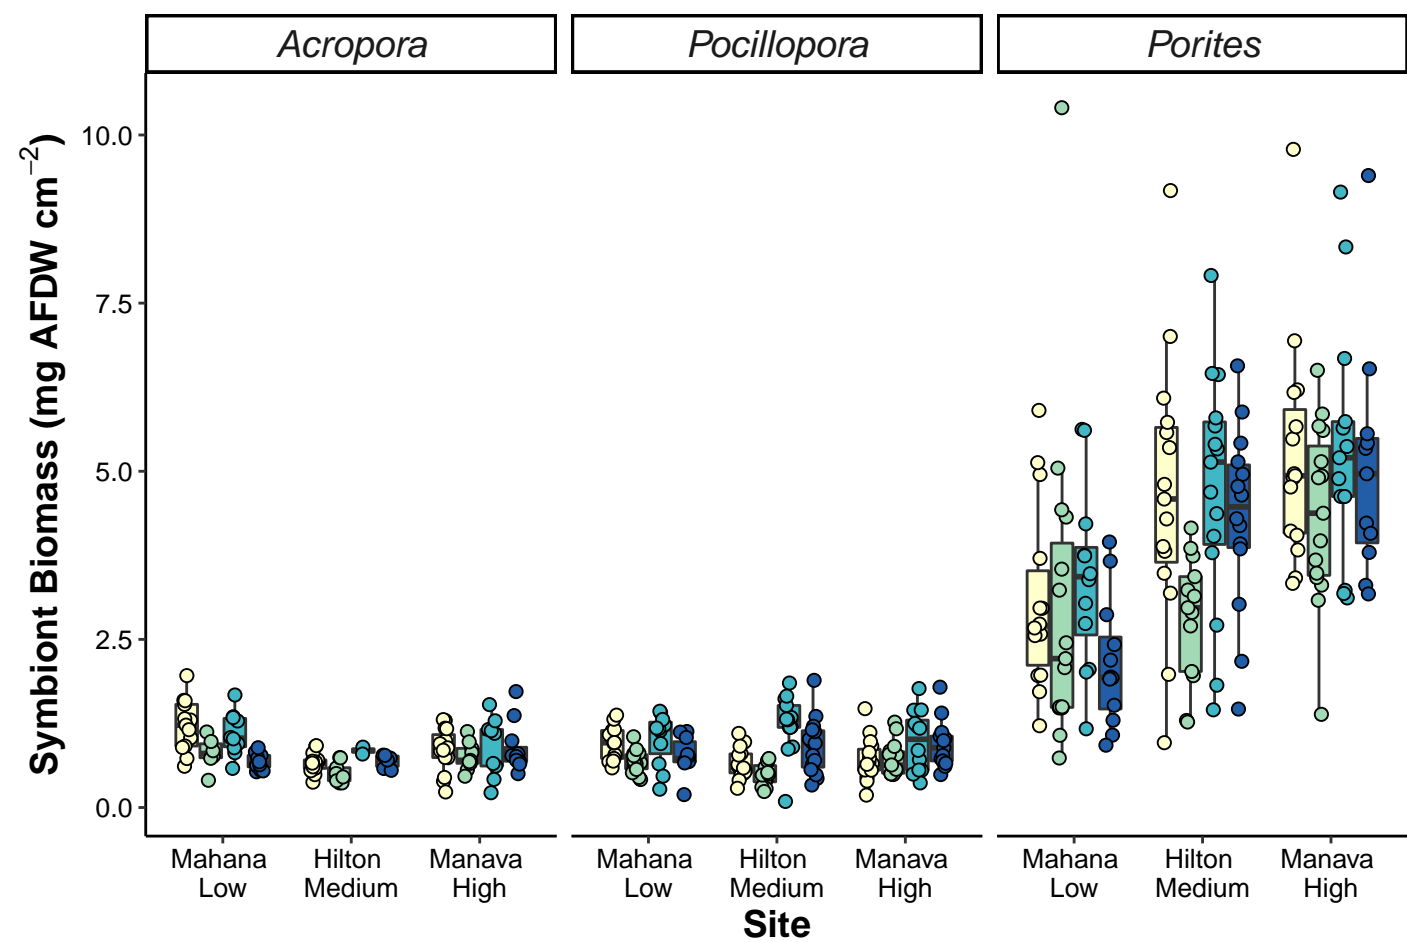 Acropora Pocillopora Porites
Symbiont Biomass (mg AFDW cm⁻²)
10.0
7.5
5.0
2.5
0.0
Mahana Hilton Manava Mahana Hilton Manava Mahana Hilton Manava
Low Medium High Low Medium High Low Medium High
Site